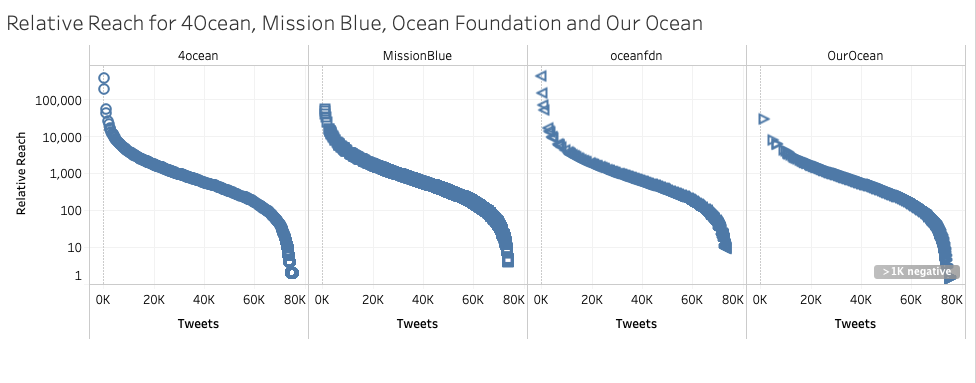 Relative Reach for 4Ocean, Mission Blue, Ocean Foundation and Our Ocean
4ocean MissionBlue oceanfdn OurOcean
Relative Reach
100,000
10,000
1,000
100
10
1
>1K negative
0K 20K 40K 60K 80K 0K 20K 40K 60K 80K 0K 20K 40K 60K 80K 0K 20K 40K 60K 80K
Tweets Tweets Tweets Tweets